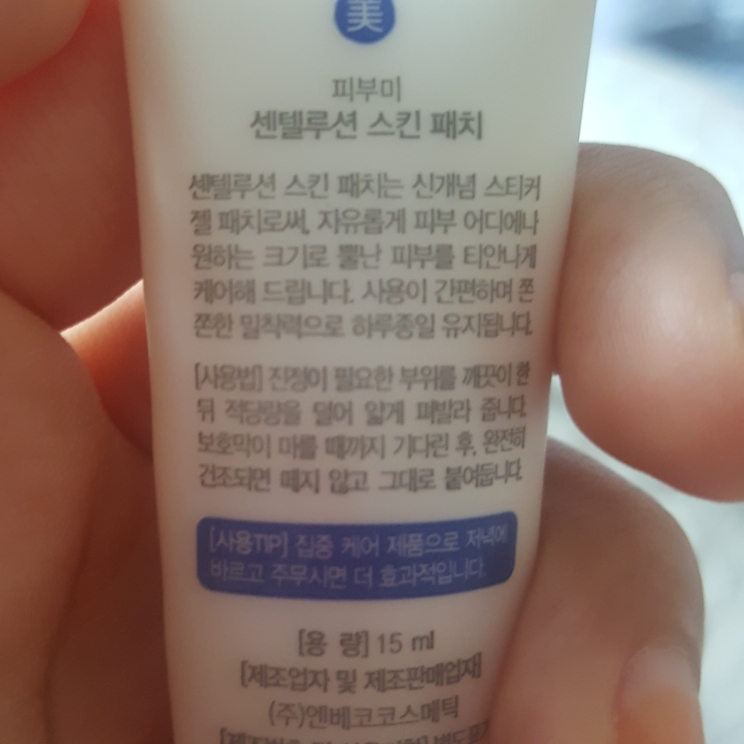 美
피부미
센텔루션 스킨 패치
센텔루션 스킨 패치는 신개념 스티커
젤 패치로써, 자유롭게 피부 어디에나
원하는 크기로 뿔난 피부를 티안나게
케어해 드립니다. 사용이 간편하며 쫀
쫀한 밀착력으로 하루종일 유지됩니다.
[사용법] 진정이 필요한 부위를 깨끗이 한
뒤 적당량을 덜어 얇게 펴발라 줍니다.
보호막이 마를 때까지 기다린 후, 완전히
건조되면 떼지 않고 그대로 붙여둡니다.
[사용TIP] 집중 케어 제품으로 저녁에
바르고 주무시면 더 효과적입니다.
[용 량] 15 ml
[제조업자 및 제조판매업자]
(주)엔베코코스메틱